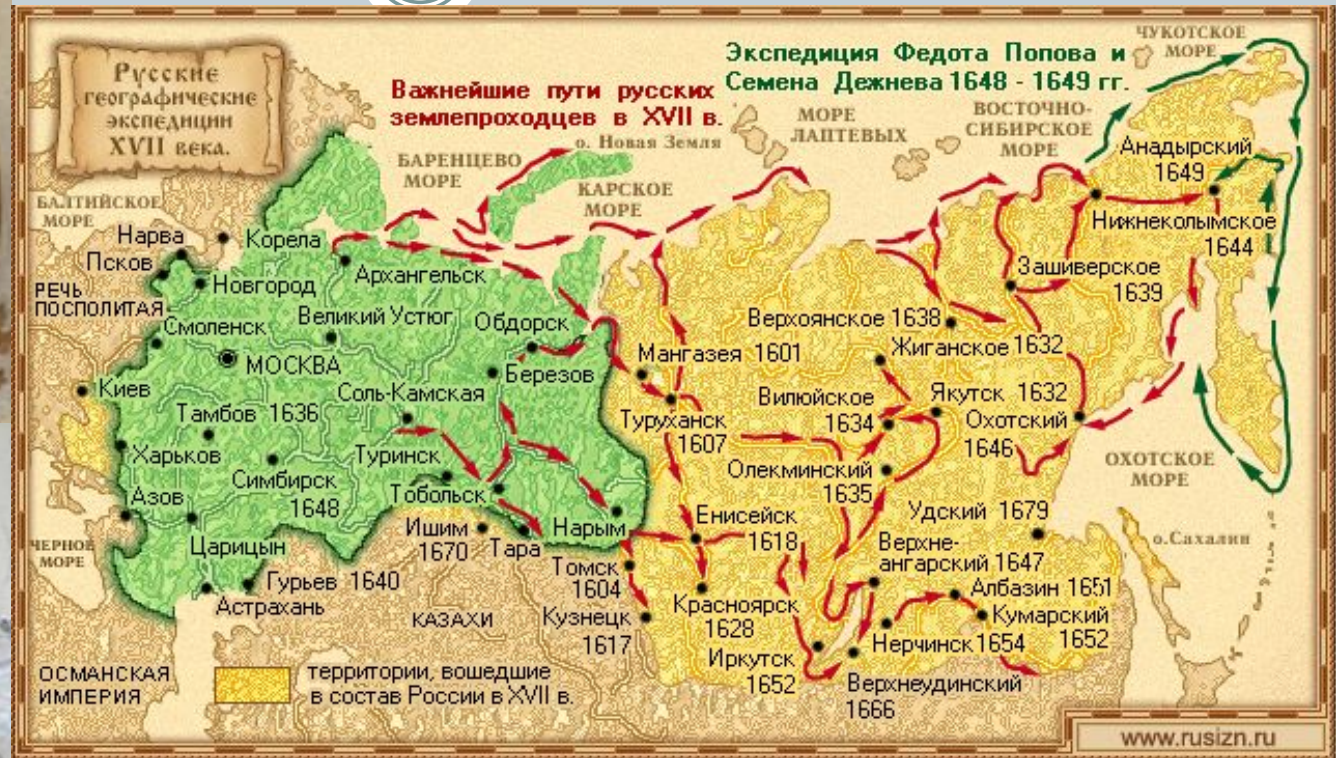 Русские
географические
экспедиции
XVII века.
Важнейшие пути русских
землепроходцев в XVII в.
Экспедиция Федота Попова и
Семена Дежнева 1648 - 1649 гг.
ЧУКОТСКОЕ
МОРЕ
МОРЕ
ЛАПТЕВЫХ
ВОСТОЧНО-
СИБИРСКОЕ
МОРЕ
о. Новая Земля
БАРЕНЦЕВО
МОРЕ
КАРСКОЕ
МОРЕ
Анадырский
1649
БАЛТИЙСКОЕ
МОРЕ
Нарва
Корела
Псков
Новгород
Архангельск
Нижнеколымское
1644
РЕЧЬ
ПОСПОЛИТАЯ
Зашиверское
1639
Смоленск
Великий Устюг
Обдорск
Верхоянское 1638
МОСКВА
Мангазея 1601
Жиганское 1632
Киев
Соль-Камская
Березов
Тамбов 1636
Туруханск
1607
Вилюйское
1634
Якутск 1632
Охотский
1646
Харьков
Туринск
Симбирск
1648
Олекминский
1635
ОХОТСКОЕ
МОРЕ
Азов
Тобольск
Нарым
Енисейск
1618
Удский 1679
Ишим
1670
Тара
ЧЕРНОЕ
МОРЕ
Царицын
Верхне-
ангарский 1647
о.Сахалин
Томск
1604
Гурьев 1640
Астрахань
Албазин 1651
Красноярск
1628
КАЗАХИ
Кузнецк
1617
Кумарский
1652
Нерчинск 1654
Иркутск
1652
ОСМАНСКАЯ
ИМПЕРИЯ
территории, вошедшие
в состав России в XVII в.
Верхнеудинский
1666
www.rusizn.ru